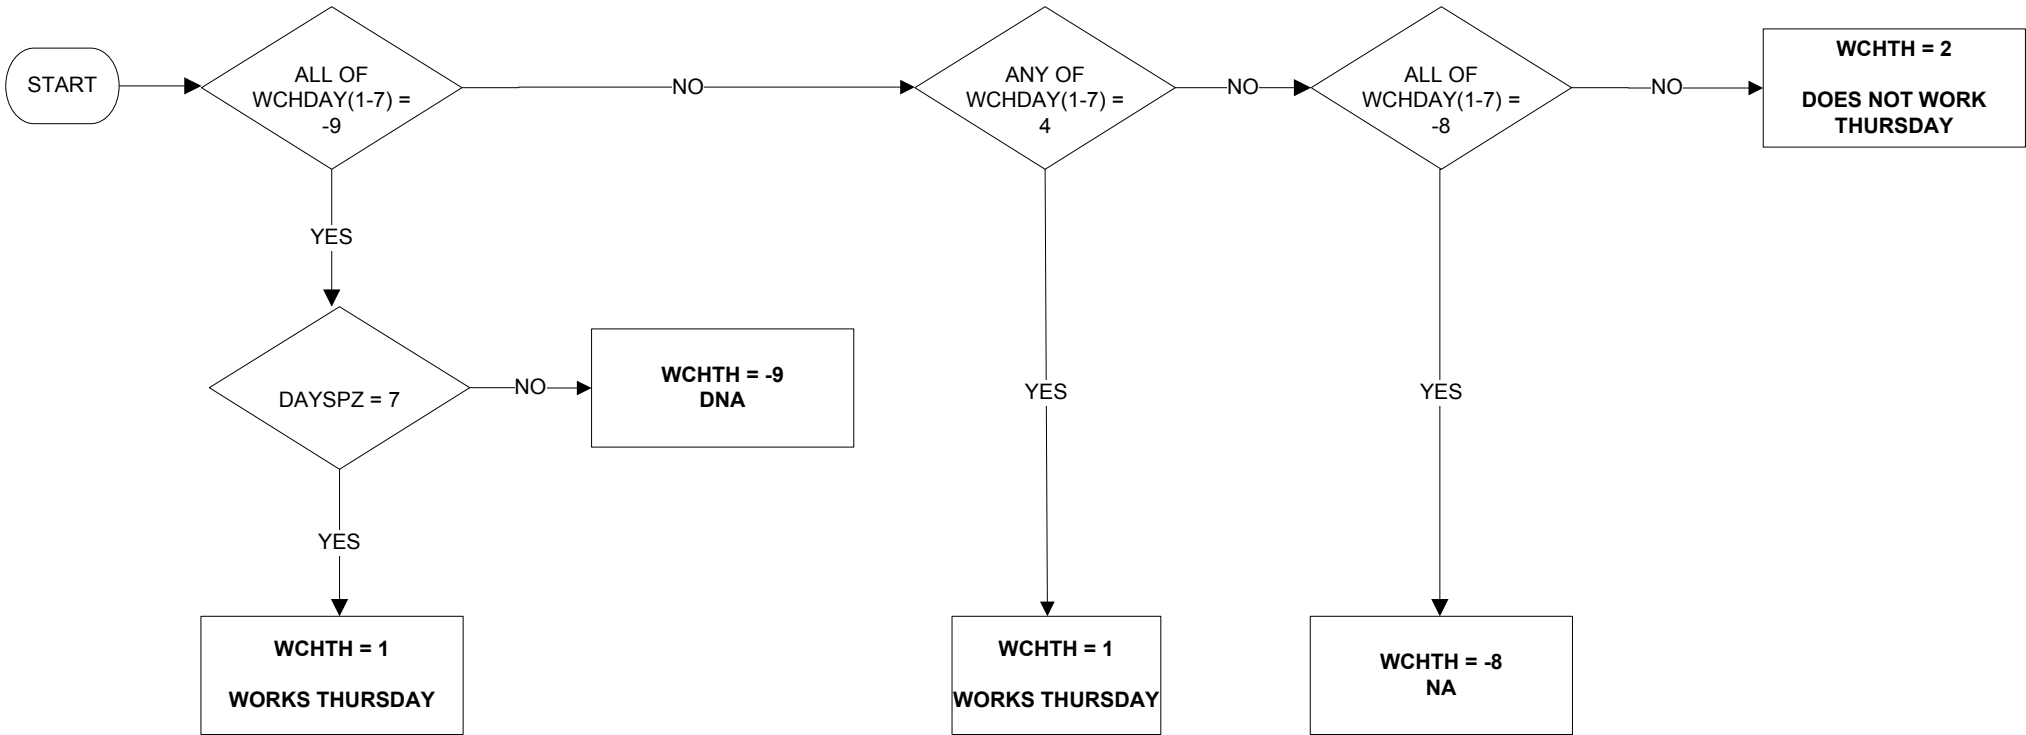 START
ALL OF
WCHDAY(1-7) =
-9
NO
ANY OF
WCHDAY(1-7) =
4
NO
ALL OF
WCHDAY(1-7) =
-8
NO
WCHTH = 2
DOES NOT WORK
THURSDAY
YES
DAYSPZ = 7
NO
WCHTH = -9
DNA
YES
YES
YES
WCHTH = 1
WORKS THURSDAY
WCHTH = 1
WORKS THURSDAY
WCHTH = -8
NA